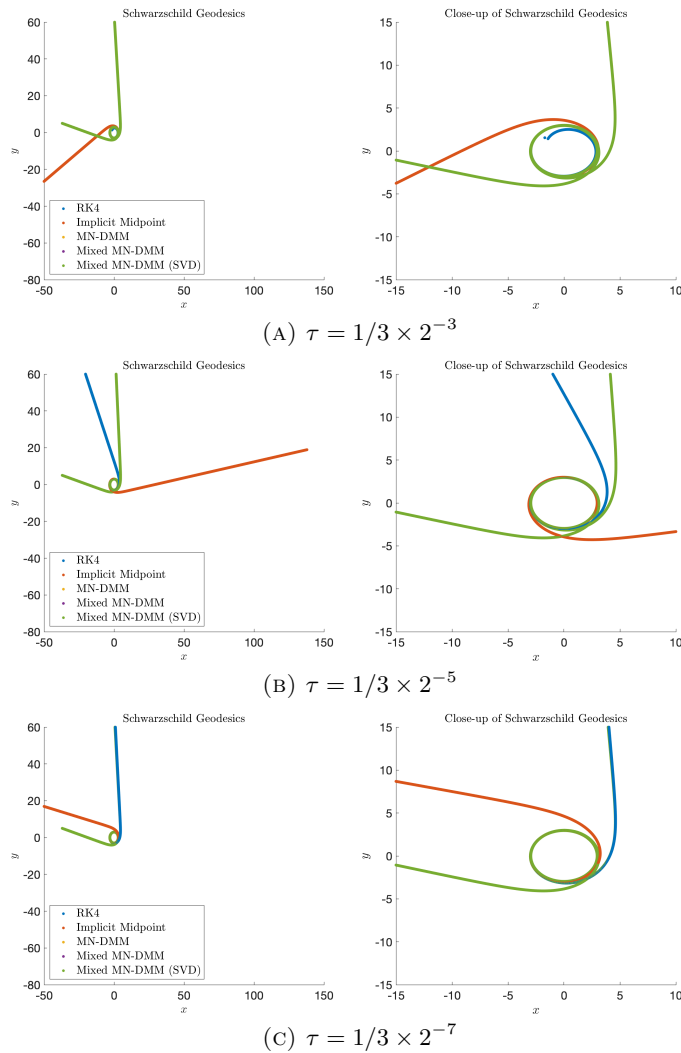 Schwarzschild Geodesics
Close-up of Schwarzschild Geodesics
60
40
20
0
-20
-40
-60
-80
y
-50
0
50
100
150
x
RK4
Implicit Midpoint
MN-DMM
Mixed MN-DMM
Mixed MN-DMM (SVD)
15
10
5
0
-5
-10
-15
y
-15
-10
-5
0
5
10
x
(A) τ = 1/3 × 2⁻³
Schwarzschild Geodesics
Close-up of Schwarzschild Geodesics
60
40
20
0
-20
-40
-60
-80
y
-50
0
50
100
150
x
RK4
Implicit Midpoint
MN-DMM
Mixed MN-DMM
Mixed MN-DMM (SVD)
15
10
5
0
-5
-10
-15
y
-15
-10
-5
0
5
10
x
(B) τ = 1/3 × 2⁻⁵
Schwarzschild Geodesics
Close-up of Schwarzschild Geodesics
60
40
20
0
-20
-40
-60
-80
y
-50
0
50
100
150
x
RK4
Implicit Midpoint
MN-DMM
Mixed MN-DMM
Mixed MN-DMM (SVD)
15
10
5
0
-5
-10
-15
y
-15
-10
-5
0
5
10
x
(C) τ = 1/3 × 2⁻⁷